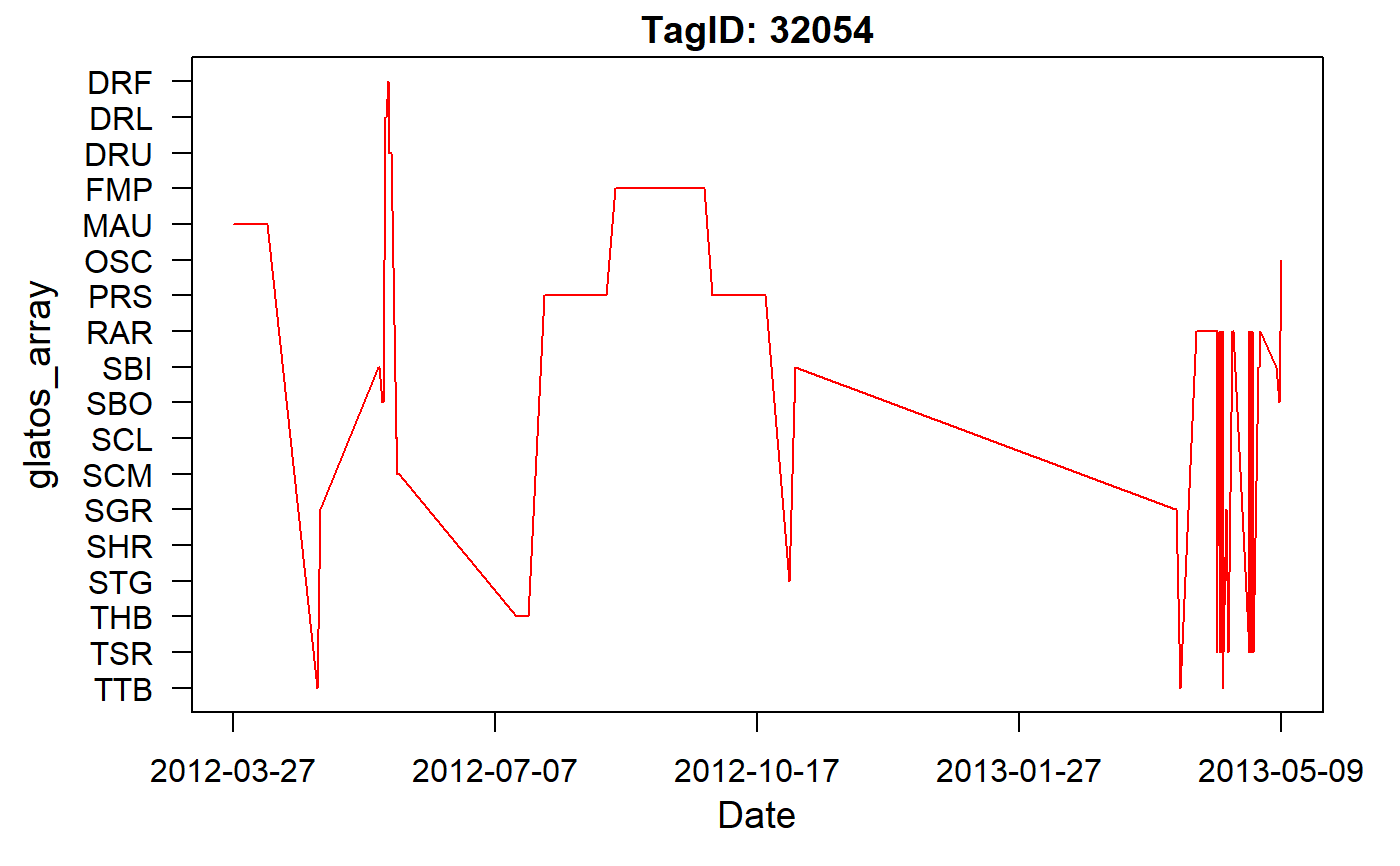 TagID: 32054
glatos_array
DRF
DRL
DRU
FMP
MAU
OSC
PRS
RAR
SBI
SBO
SCL
SCM
SGR
SHR
STG
THB
TSR
TTB
2012-03-27 2012-07-07 2012-10-17 2013-01-27 2013-05-09
Date